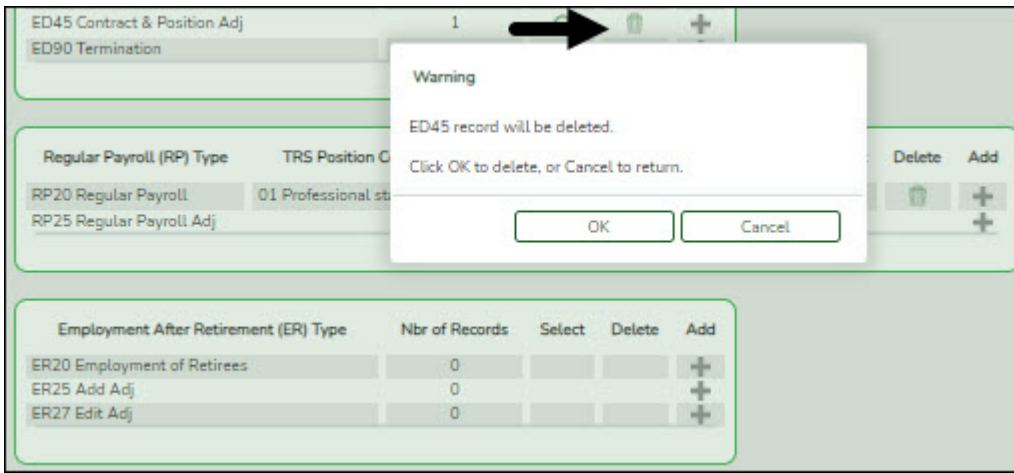 ED45 Contract & Position Adj 1
ED90 Termination
Warning
ED45 record will be deleted.
Click OK to delete, or Cancel to return.
OK Cancel
Regular Payroll (RP) Type TRS Position Delete Add
RP20 Regular Payroll 01 Professional
RP25 Regular Payroll Adj
Employment After Retirement (ER) Type Nbr of Records Select Delete Add
ER20 Employment of Retirees 0
ER25 Add Adj 0
ER27 Edit Adj 0